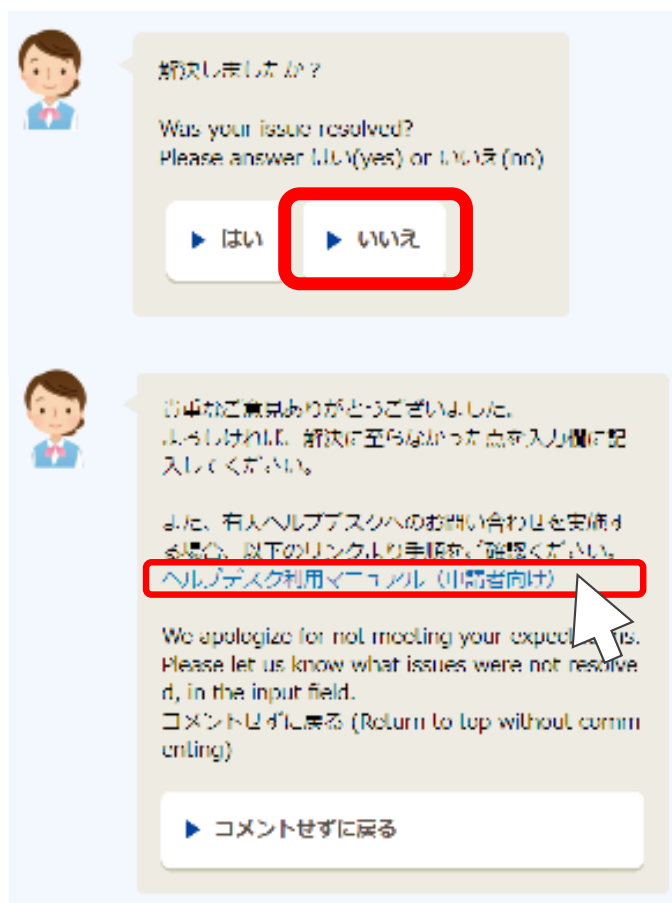 解決しましたか？
Was your issue resolved?
Please answer はい(yes) or いいえ(no)
▶ はい
▶ いいえ
貴重なご意見ありがとうございました。
よろしければ、解決に至らなかった点を入力欄に記
入してください。
また、有人ヘルプデスクへのお問い合わせを実施す
る場合、以下のリンクより手順をご確認ください。
ヘルプデスク利用マニュアル（申請者向け）
We apologize for not meeting your expectations.
Please let us know what issues were not resolve
d, in the input field.
コメントせずに戻る (Return to top without comm
enting)
▶ コメントせずに戻る